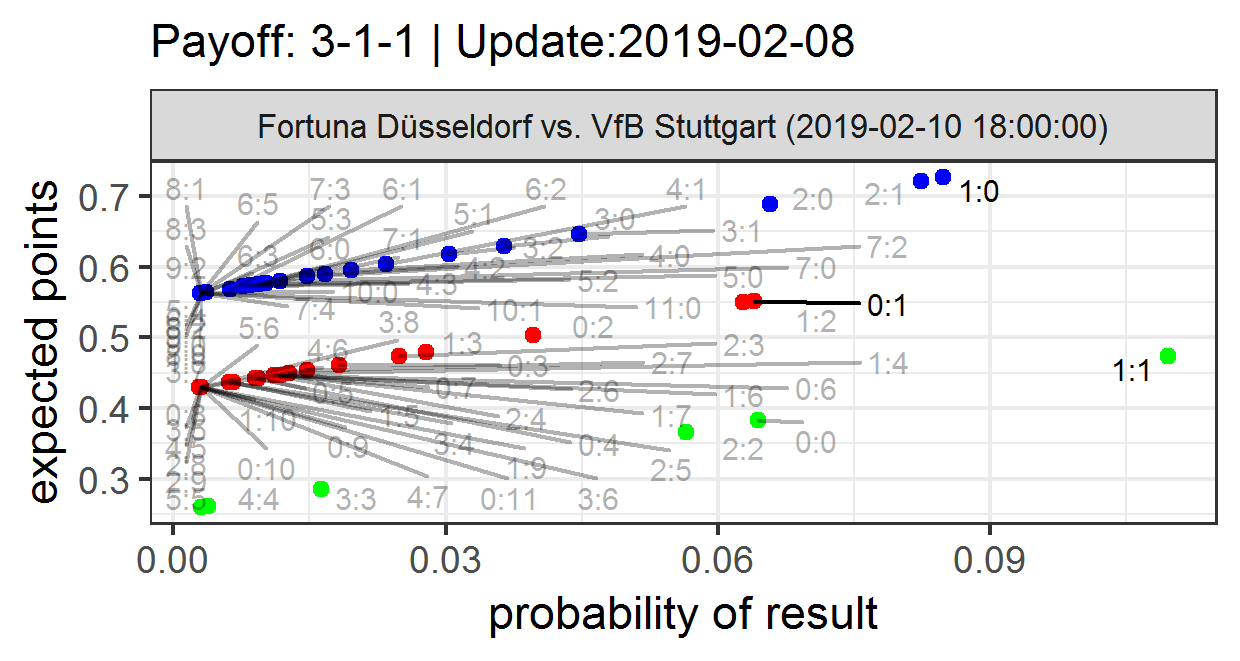 Payoff: 3-1-1 | Update:2019-02-08
Fortuna Düsseldorf vs. VfB Stuttgart (2019-02-10 18:00:00)
expected points
0.7
0.6
0.5
0.4
0.3
8:1 7:3 6:1 6:2 4:1 2:0 2:1 1:0
6:5 5:3 5:1 3:0
8:3 7:1 3:1
9:2 6:3 6:0 4:2 3:2 4:0 7:2
10:0 4:3 5:2 5:0 7:0
7:4 10:1 11:0 0:1
5:6 3:8 0:2 1:2
4:6 1:3 2:3
0:3 2:7 1:4 1:1
0:5 2:6 1:6 0:6
1:10 1:5 2:4 1:7
0:9 3:4 0:4 2:2 0:0
0:10 1:9 2:5
2:9
5:5 4:4 3:3 4:7 0:11 3:6
0.00 0.03 0.06 0.09
probability of result